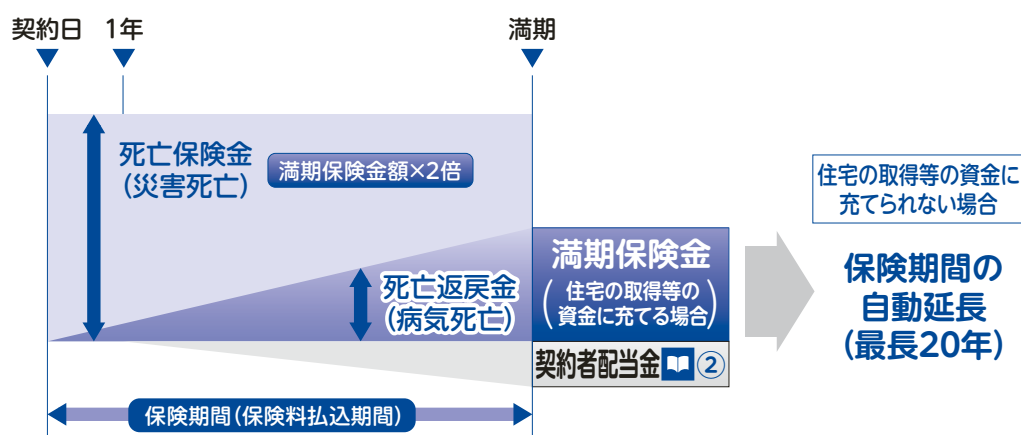 契約日 1年 満期
死亡保険金
(災害死亡)
満期保険金額×2倍
死亡返戻金
(病気死亡)
満期保険金
(住宅の取得等の
資金に充てる場合)
契約者配当金 ②
保険期間(保険料払込期間)
住宅の取得等の資金に
充てられない場合
保険期間の
自動延長
(最長20年)